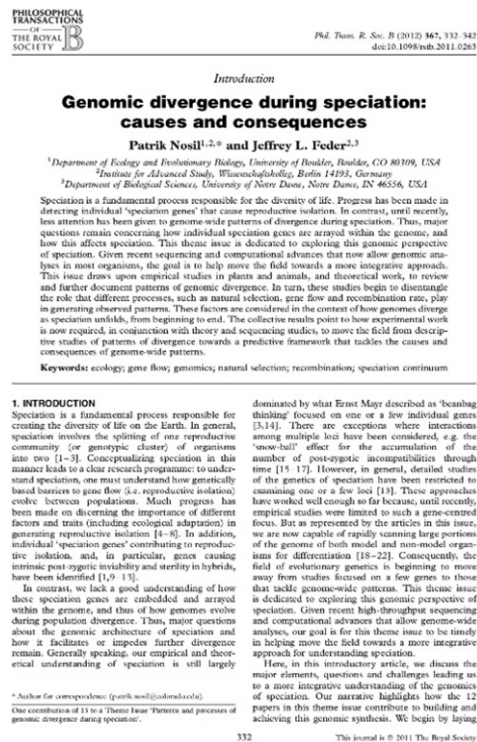 PHILOSOPHICAL
TRANSACTIONS
OF
THE ROYAL
SOCIETY B
Phil. Trans. R. Soc. B (2012) 367, 332–342
doi:10.1098/rstb.2011.0263
Introduction
Genomic divergence during speciation:
causes and consequences
Patrik Nosil1,2,* and Jeffrey L. Feder2,3
1Department of Ecology and Evolutionary Biology, University of Boulder, Boulder, CO 80309, USA
2Institute for Advanced Study, Wissenschaftskolleg, Berlin 14193, Germany
3Department of Biological Sciences, University of Notre Dame, Notre Dame, IN 46556, USA
Speciation is a fundamental process responsible for the diversity of life. Progress has been made in
detecting individual ‘speciation genes’ that cause reproductive isolation. In contrast, until recently,
less attention has been given to genome-wide patterns of divergence during speciation. Thus, major
questions remain concerning how individual speciation genes are arrayed within the genome, and
how this affects speciation. This theme issue is dedicated to exploring this genomic perspective
of speciation. Given recent sequencing and computational advances that now allow genomic ana-
lyses in most organisms, the goal is to help move the field towards a more integrative approach.
This issue draws upon empirical studies in plants and animals, and theoretical work, to review
and further document patterns of genomic divergence. In turn, these studies begin to disentangle
the role that different processes, such as natural selection, gene flow and recombination rate, play
in generating observed patterns. These factors are considered in the context of how genomes diverge
as speciation unfolds, from beginning to end. The collective results point to how experimental work
is now required, in conjunction with theory and sequencing studies, to move the field from descrip-
tive studies of patterns of divergence towards a predictive framework that tackles the causes and
consequences of genome-wide patterns.
Keywords: ecology; gene flow; genomics; natural selection; recombination; speciation continuum
1. INTRODUCTION
Speciation is a fundamental process responsible for
creating the diversity of life on the Earth. In general,
speciation involves the splitting of one reproductive
community (or genotypic cluster) of organisms
into two [1–3]. Conceptualizing speciation in this
manner leads to a clear research programme: to under-
stand speciation, one must understand how genetically
based barriers to gene flow (i.e. reproductive isolation)
evolve between populations. Much progress has
been made on discerning the importance of different
factors and traits (including ecological adaptation) in
generating reproductive isolation [4–8]. In addition,
individual ‘speciation genes’ contributing to reproduc-
tive isolation, and, in particular, genes causing
intrinsic post-zygotic inviability and sterility in hybrids,
have been identified [1,9–13].
In contrast, we lack a good understanding of how
these speciation genes are embedded and arrayed
within the genome, and thus of how genomes evolve
during population divergence. Thus, major questions
about the genomic architecture of speciation and
how it facilitates or impedes further divergence
remain. Generally speaking, our empirical and theor-
etical understanding of speciation is still largely
* Author for correspondence (patrik.nosil@colorado.edu).
One contribution of 13 to a Theme Issue ‘Patterns and processes of
genomic divergence during speciation’.
dominated by what Ernst Mayr described as ‘beanbag
thinking’ focused on one or a few individual genes
[3,14]. There are exceptions where interactions
among multiple loci have been considered, e.g. the
‘snow-ball’ effect for the accumulation of the
number of post-zygotic incompatibilities through
time [15–17]. However, in general, detailed studies
of the genetics of speciation have been restricted to
examining one or a few loci [13]. These approaches
have worked well enough so far because, until recently,
empirical studies were limited to such a gene-centred
focus. But as represented by the articles in this issue,
we are now capable of rapidly scanning large portions
of the genome of both model and non-model organ-
isms for differentiation [18–22]. Consequently, the
field of evolutionary genetics is beginning to move
away from studies focused on a few genes to those
that tackle genome-wide patterns. This theme issue
is dedicated to exploring this genomic perspective of
speciation. Given recent high-throughput sequencing
and computational advances that allow genome-wide
analyses, our goal is for this theme issue to be timely
in helping move the field towards a more integrative
approach for understanding speciation.
Here, in this introductory article, we discuss the
major elements, questions and challenges leading us
to a more integrative understanding of the genomics
of speciation. Our narrative highlights how the 12
papers in this theme issue contribute to building and
achieving this genomic synthesis. We begin by laying
332
This journal is © 2011 The Royal Society